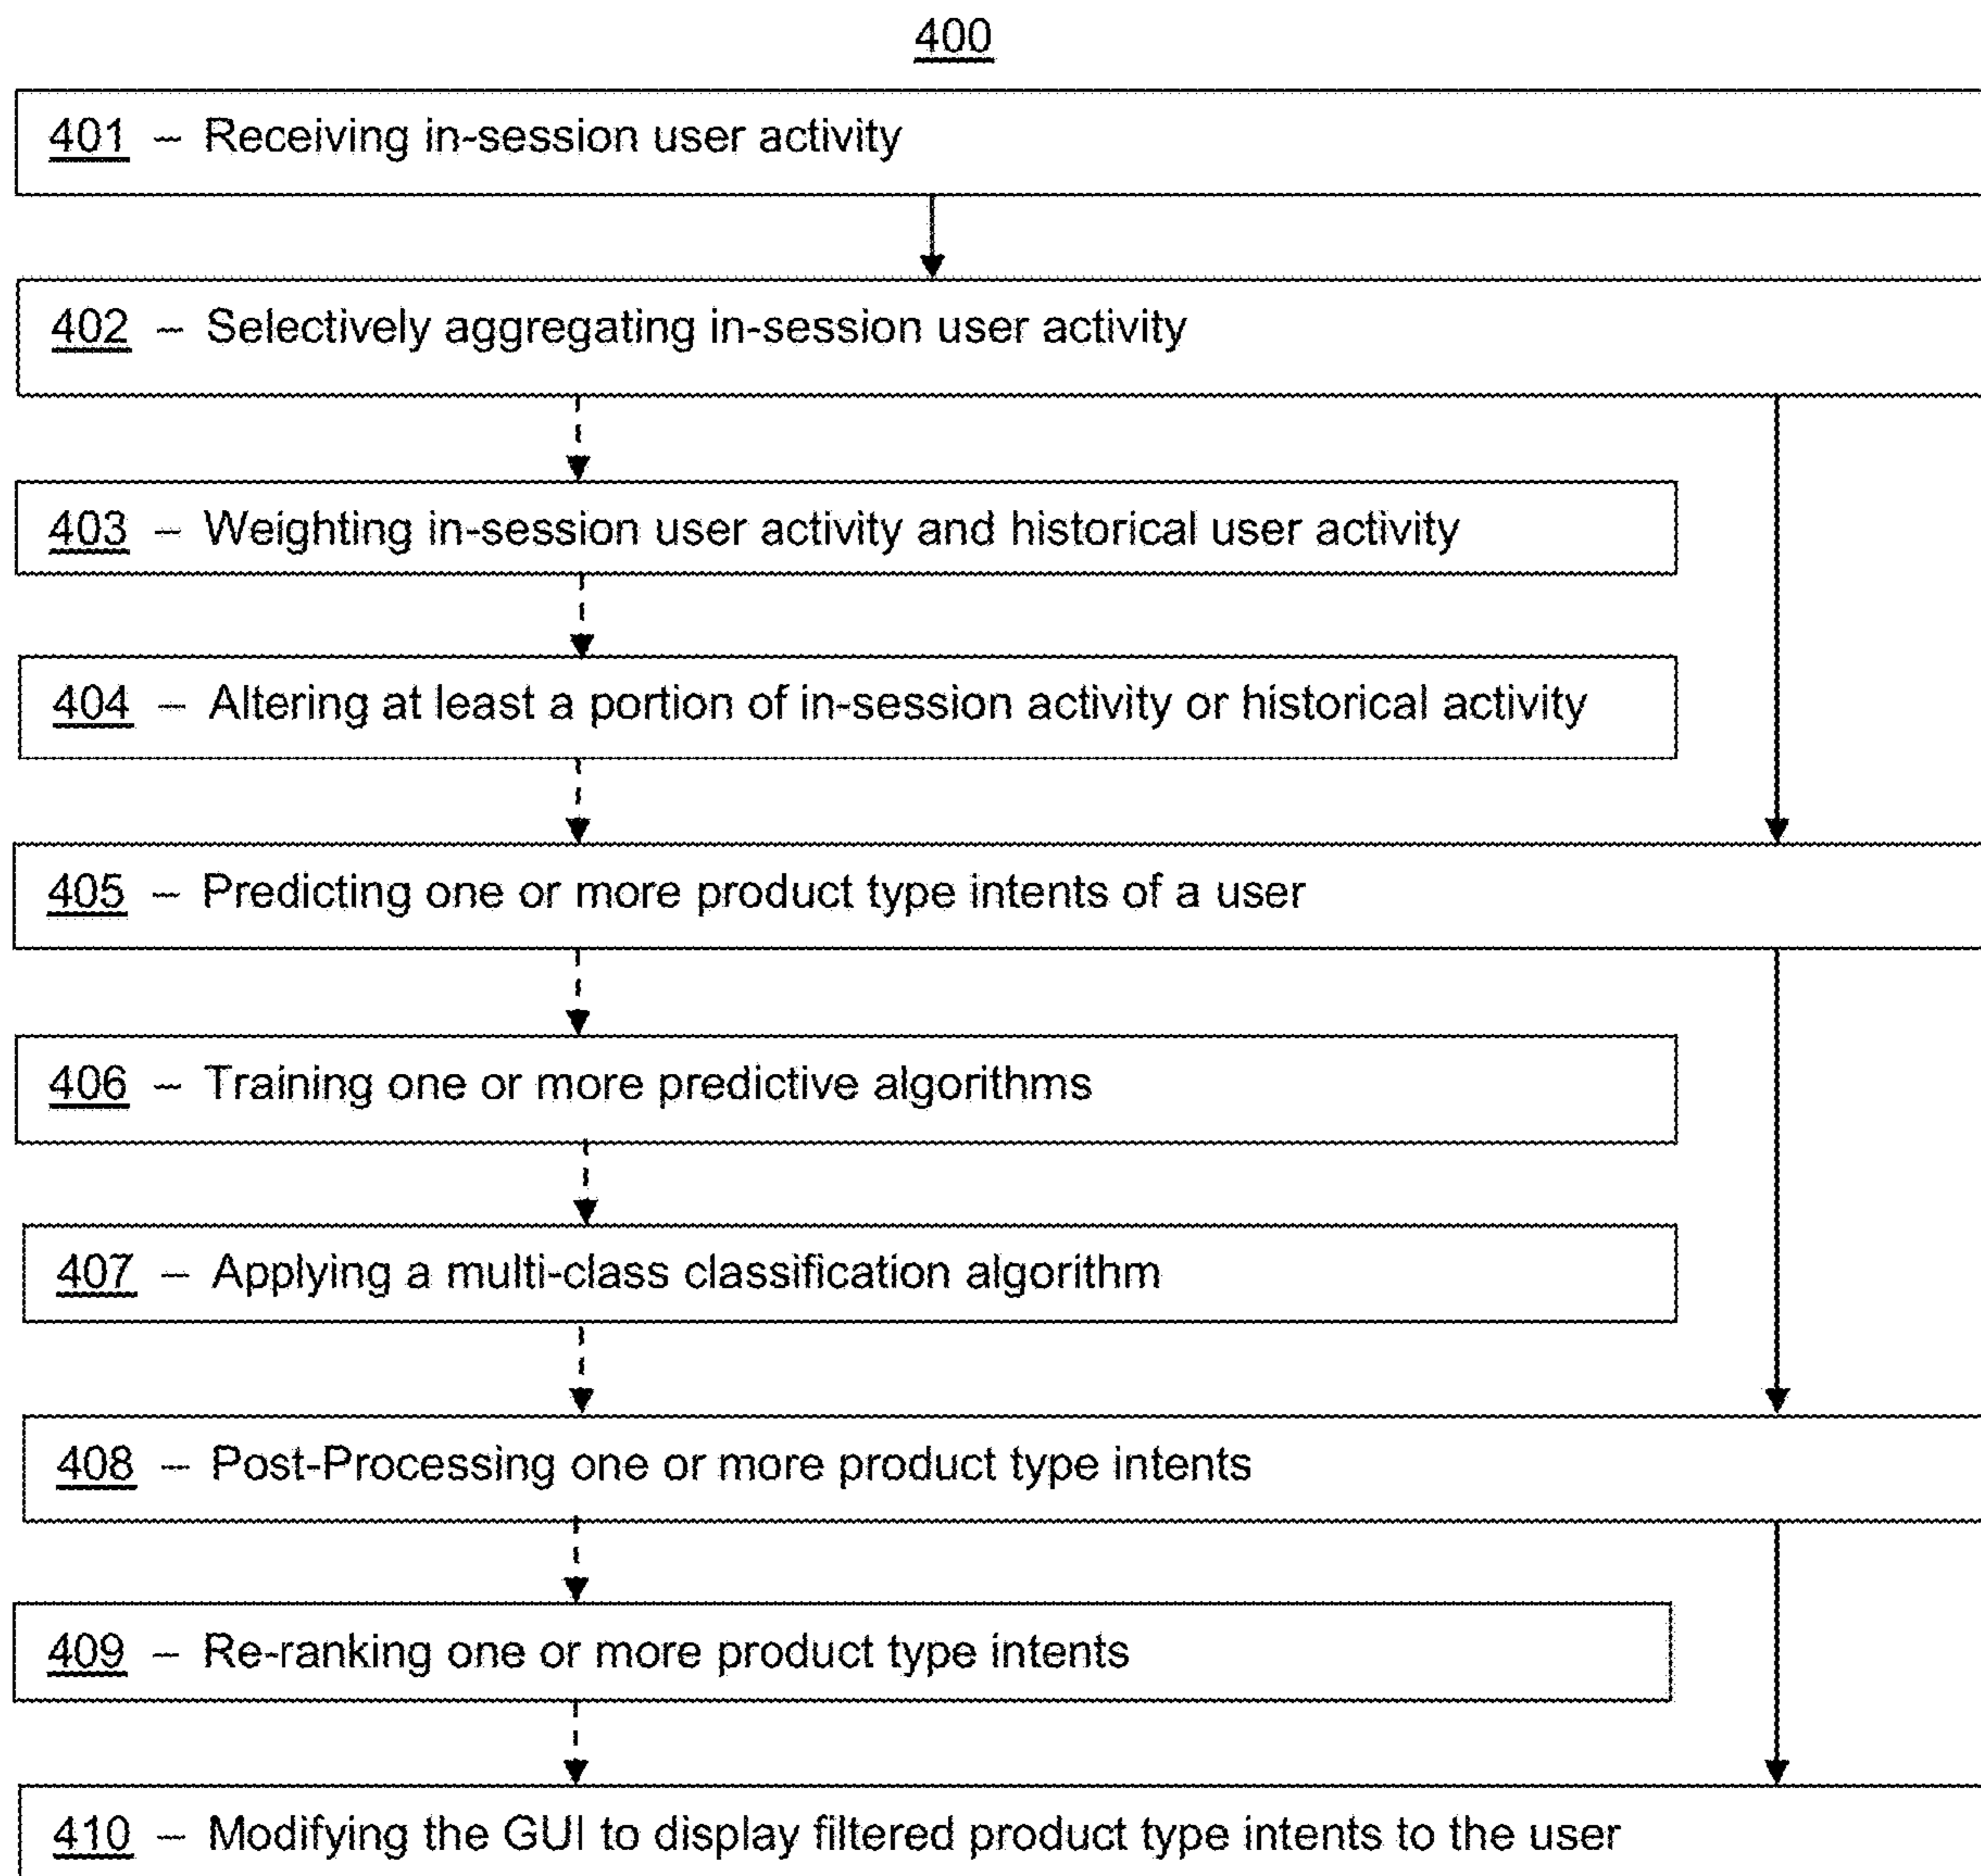 400
401 – Receiving in-session user activity
402 – Selectively aggregating in-session user activity
403 – Weighting in-session user activity and historical user activity
404 – Altering at least a portion of in-session activity or historical activity
405 – Predicting one or more product type intents of a user
406 – Training one or more predictive algorithms
407 – Applying a multi-class classification algorithm
408 – Post-Processing one or more product type intents
409 – Re-ranking one or more product type intents
410 – Modifying the GUI to display filtered product type intents to the user